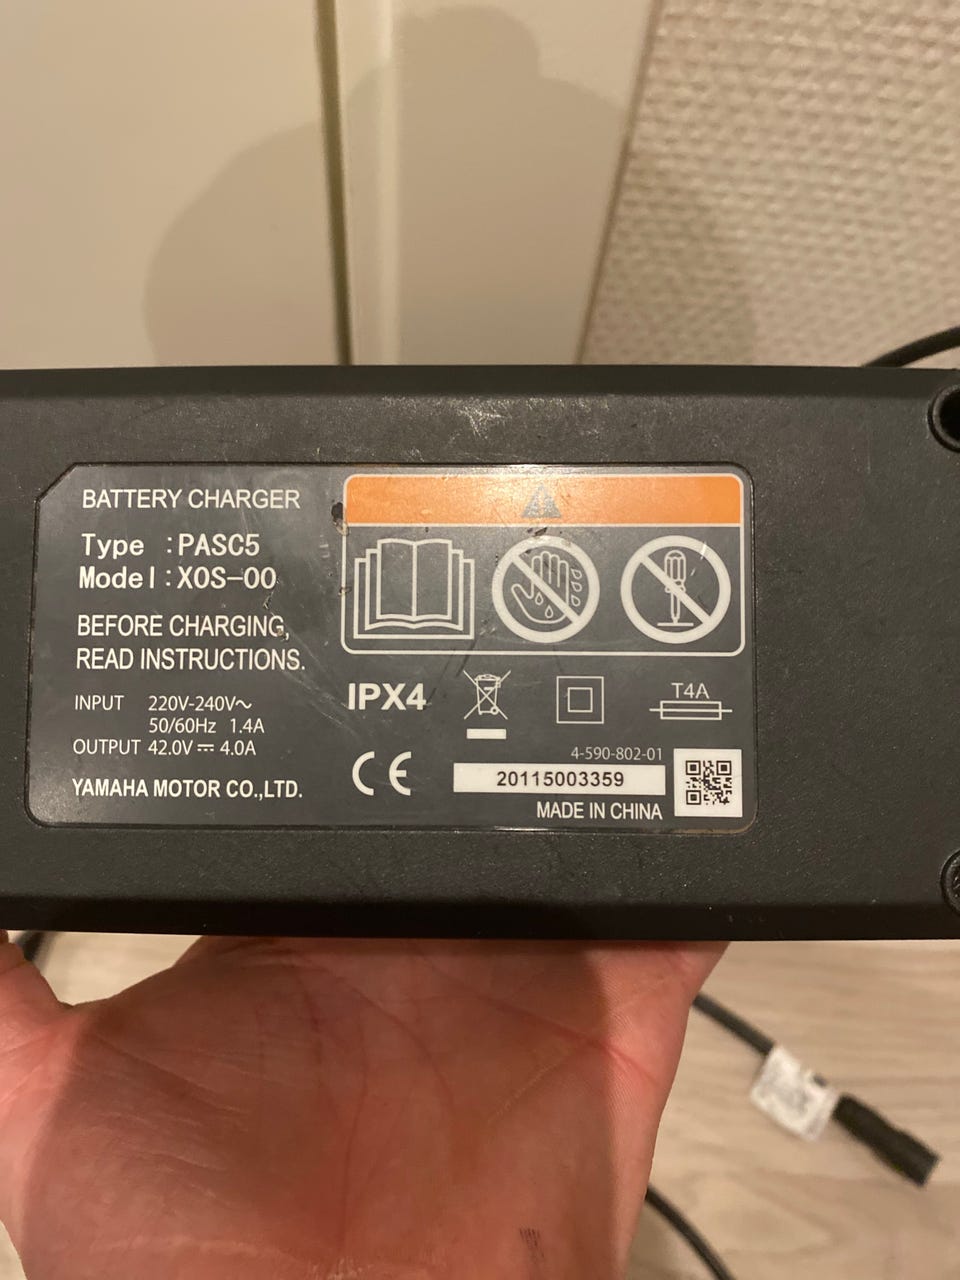 BATTERY CHARGER
Type :PASC5
Model:X0S-00
BEFORE CHARGING,
READ INSTRUCTIONS.
INPUT 220V-240V~
50/60Hz 1.4A
OUTPUT 42.0V⎓4.0A
YAMAHA MOTOR CO.,LTD.
IPX4
T4A
CE
4-590-802-01
20115003359
MADE IN CHINA